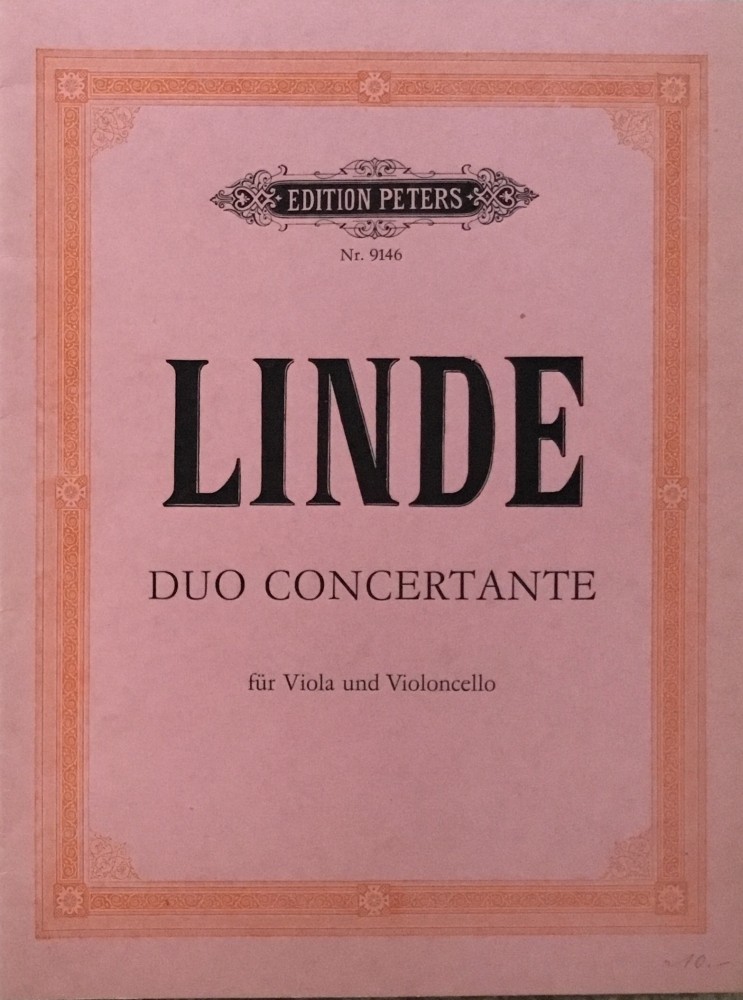 EDITION PETERS
Nr. 9146
LINDE
DUO CONCERTANTE
für Viola und Violoncello
10.-